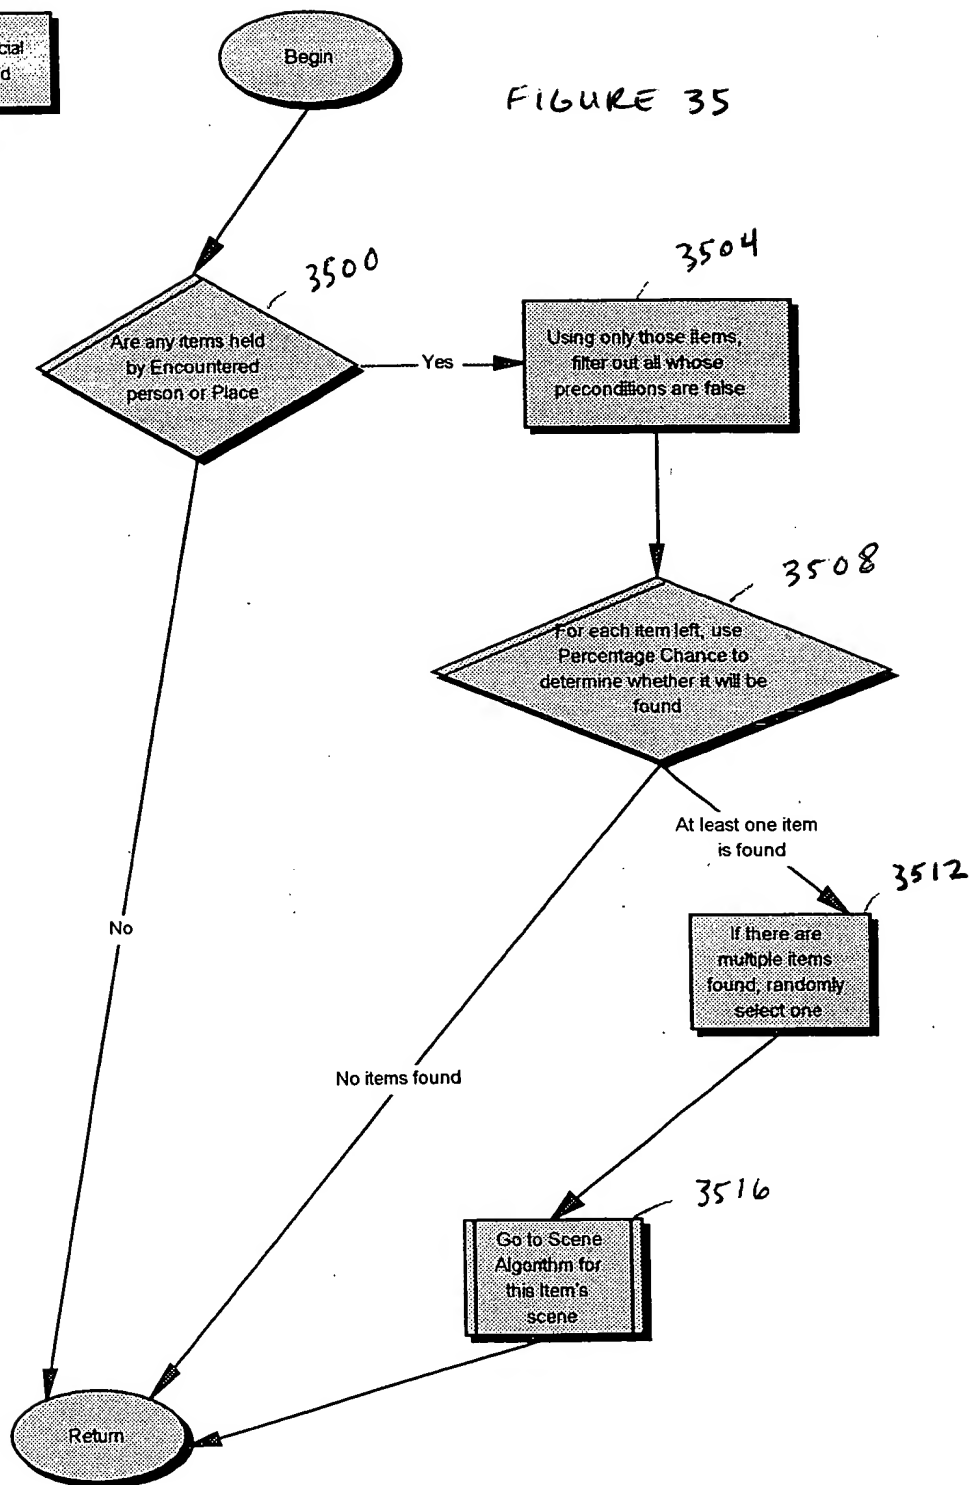 cial
d
Begin
FIGURE 35
3500
Are any items held
by Encountered
person or Place
Yes
3504
Using only those items,
filter out all whose
preconditions are false
3508
For each item left, use
Percentage Chance to
determine whether it will be
found
At least one item
is found
3512
If there are
multiple items
found, randomly
select one
No
No items found
3516
Go to Scene
Algorithm for
this Item's
scene
Return